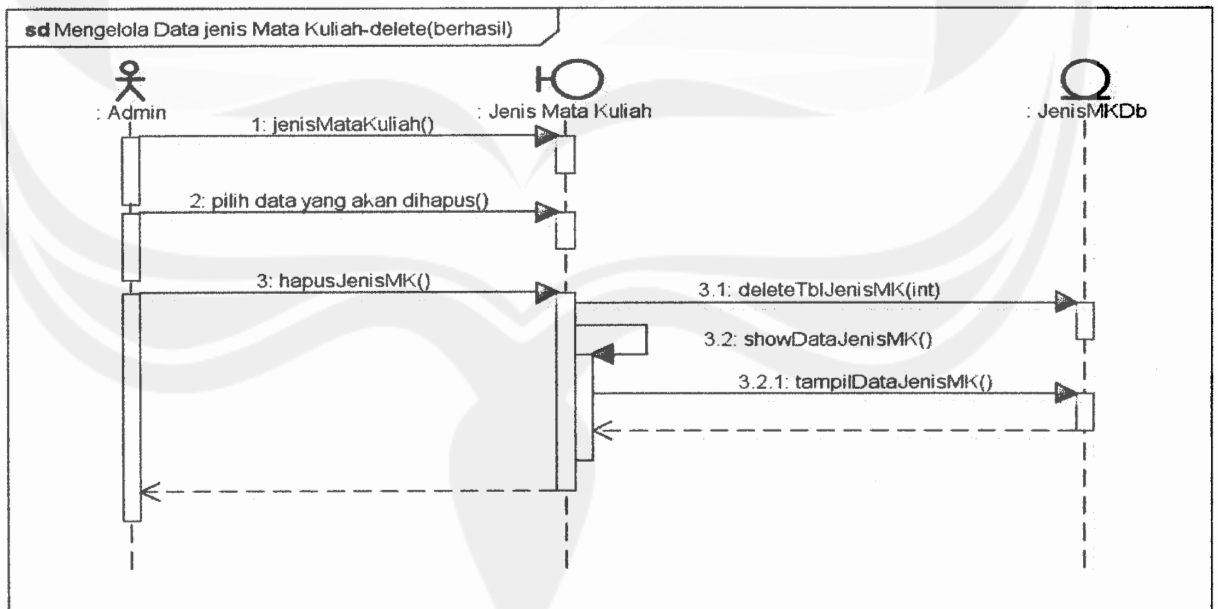 sd Mengelola Data jenis Mata Kuliah-delete(berhasil)
: Admin
: Jenis Mata Kuliah
: JenisMKDb
1: jenisMataKuliah()
2: pilih data yang akan dihapus()
3: hapusJenisMK()
3.1: deleteTblJenisMK(int)
3.2: showDataJenisMK()
3.2.1: tampilDataJenisMK()